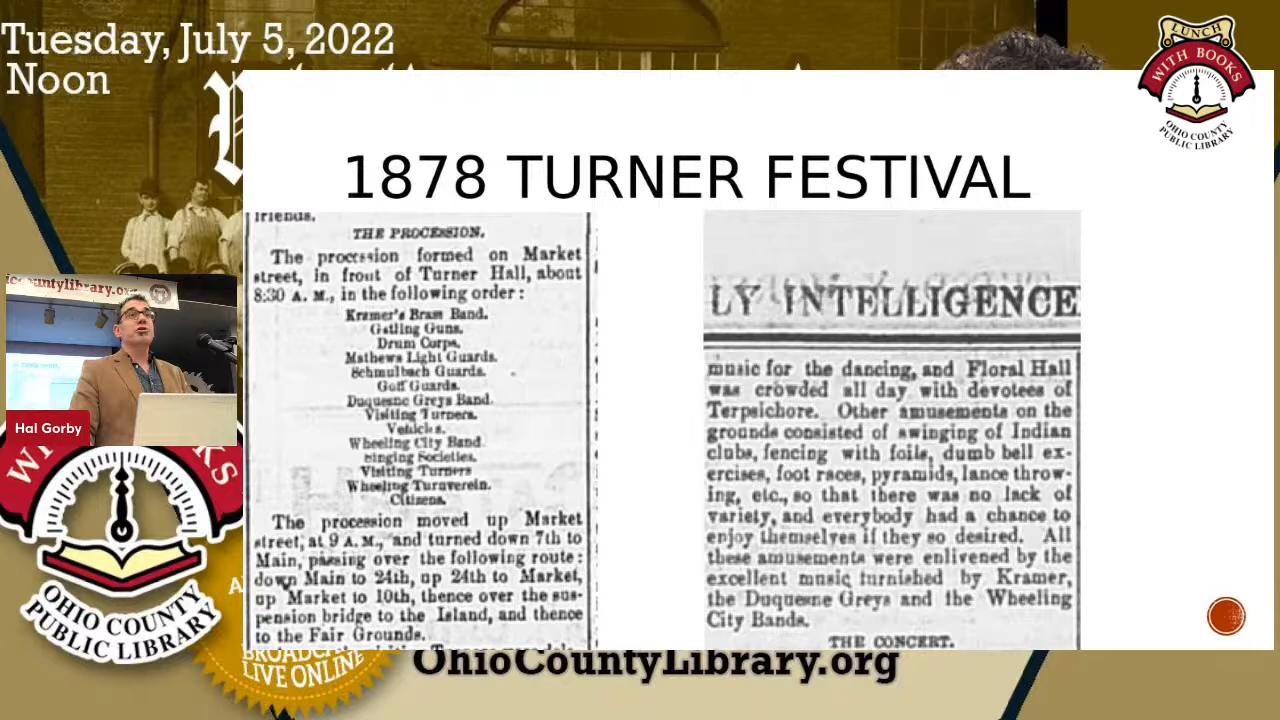 Tuesday, July 5, 2022
Noon
LUNCH
WITH BOOKS
OHIO COUNTY
PUBLIC LIBRARY
1878 TURNER FESTIVAL
friends.
THE PROCESSION.
The procession formed on Market
street, in front of Turner Hall, about
8:30 A. M., in the following order:
Kramer's Brass Band.
Gatling Guns.
Drum Corps.
Mathews Light Guards.
Schmulbach Guards.
Goff Guards.
Duquesne Greys Band.
Visiting Turners.
Vehicles.
Wheeling City Band.
Singing Societies.
Visiting Turners
Wheeling Turnverein.
Citizens.
The procession moved up Market
street, at 9 A. M., and turned down 7th to
Main, passing over the following route:
down Main to 24th, up 24th to Market,
up Market to 10th, thence over the sus-
pension bridge to the Island, and thence
to the Fair Grounds.
LY INTELLIGENCE
music for the dancing, and Floral Hall
was crowded all day with devotees of
Terpsichore. Other amusements on the
grounds consisted of swinging of Indian
clubs, fencing with foils, dumb bell ex-
ercises, foot races, pyramids, lance throw-
ing, etc., so that there was no lack of
variety, and everybody had a chance to
enjoy themselves if they so desired. All
these amusements were enlivened by the
excellent music furnished by Kramer,
the Duquesne Greys and the Wheeling
City Bands.
THE CONCERT.
countylibrary.org
Hal Gorby
BOOKS
OHIO COUNTY
PUBLIC LIBRARY
BROADCAST
LIVE ONLINE
OhioCountyLibrary.org